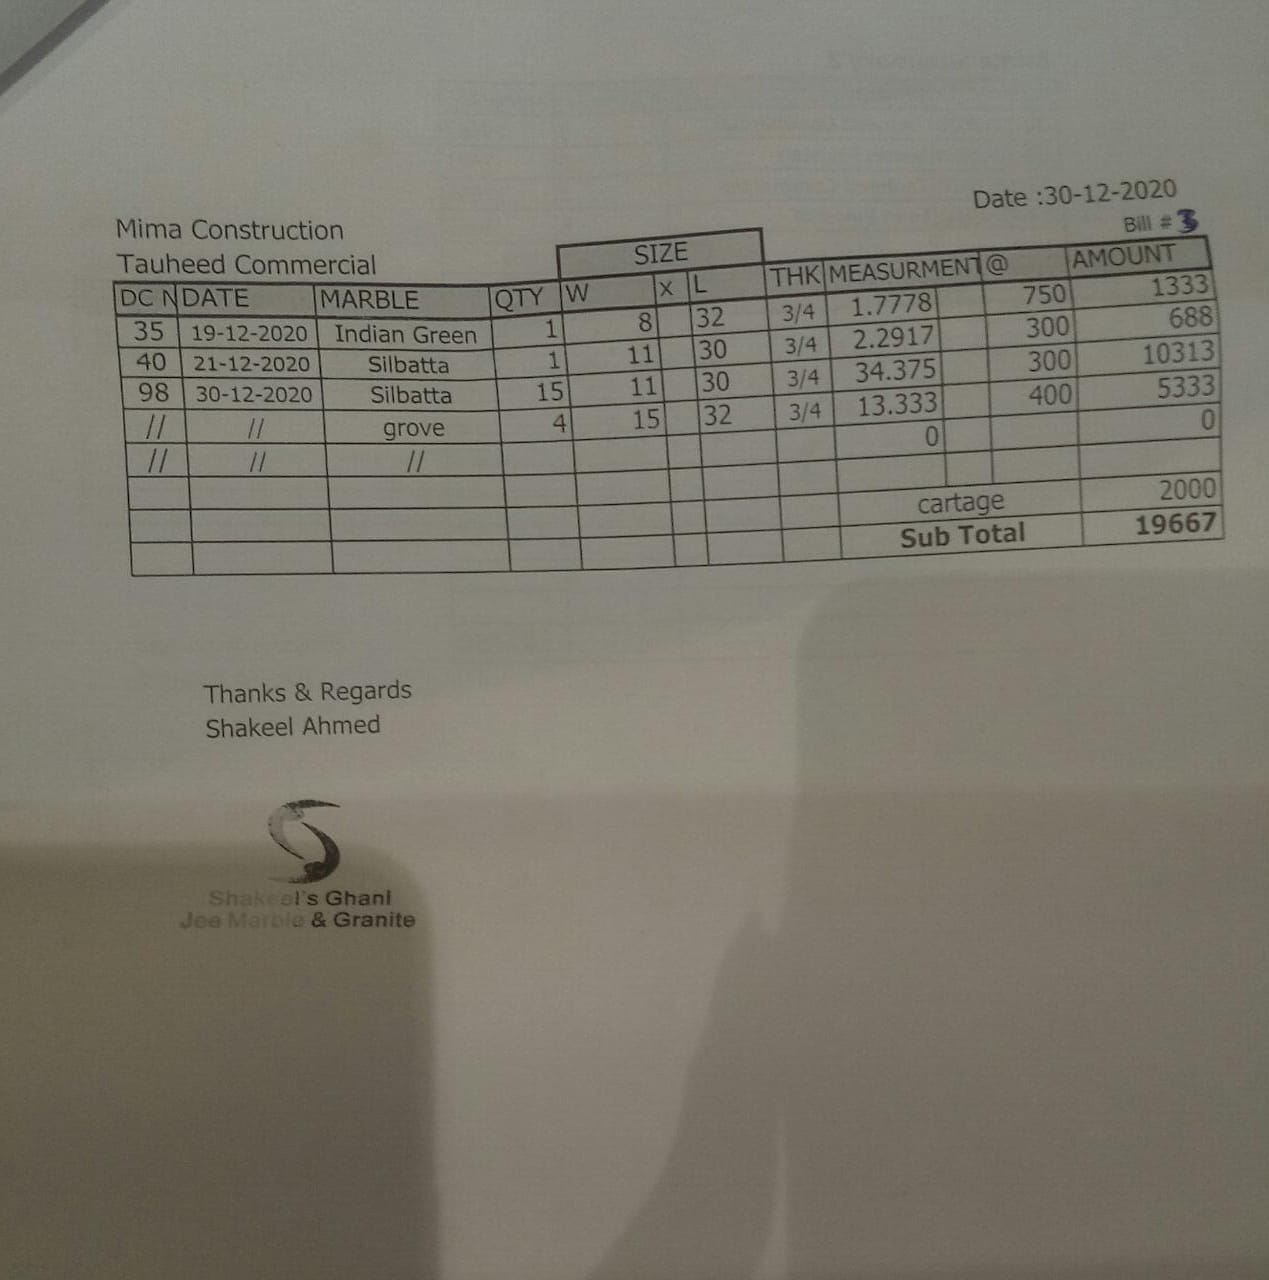 Date :30-12-2020
Mima Construction
Bill # 3
Tauheed Commercial
SIZE
DC N DATE MARBLE QTY W X L THK MEASURMENT @ AMOUNT
35 19-12-2020 Indian Green 1 8 32 3/4 1.7778 750 1333
40 21-12-2020 Silbatta 1 11 30 3/4 2.2917 300 688
98 30-12-2020 Silbatta 15 11 30 3/4 34.375 300 10313
// // grove 4 15 32 3/4 13.333 400 5333
// // // 0 0
cartage 2000
Sub Total 19667
Thanks & Regards
Shakeel Ahmed
Shakeel's Ghani
Jee Marble & Granite